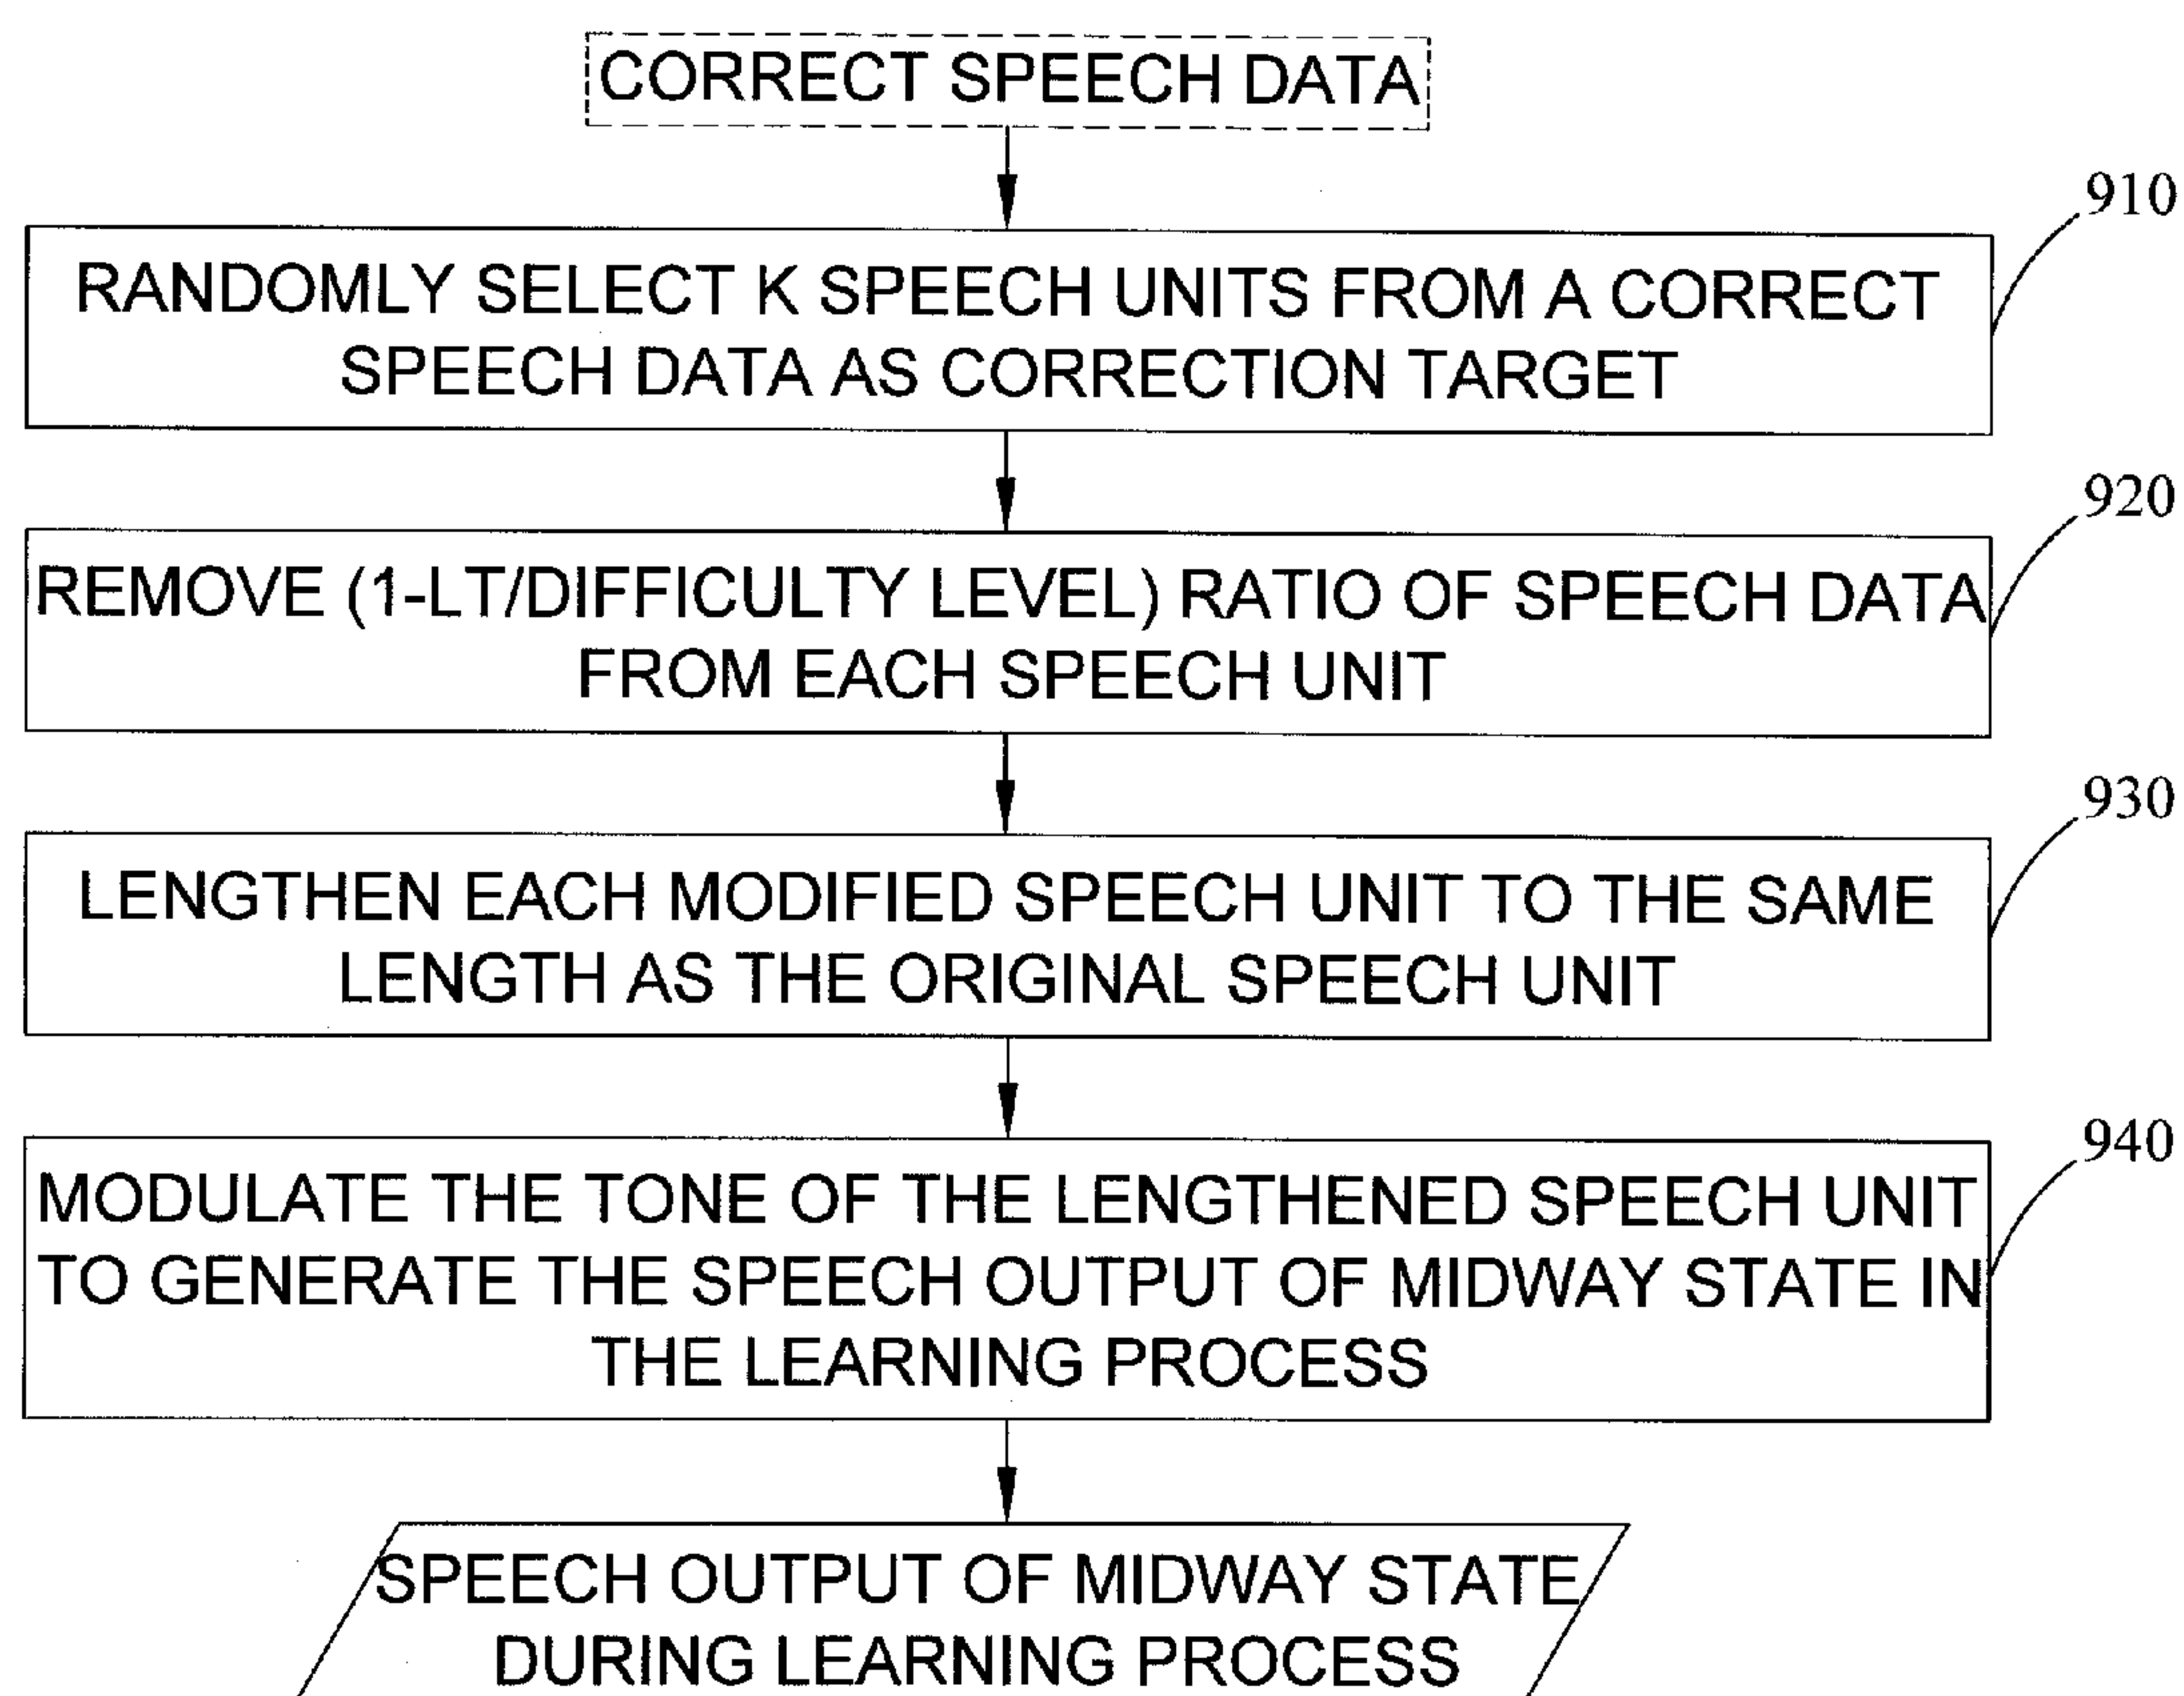 CORRECT SPEECH DATA
910
RANDOMLY SELECT K SPEECH UNITS FROM A CORRECT
SPEECH DATA AS CORRECTION TARGET
920
REMOVE (1-LT/DIFFICULTY LEVEL) RATIO OF SPEECH DATA
FROM EACH SPEECH UNIT
930
LENGTHEN EACH MODIFIED SPEECH UNIT TO THE SAME
LENGTH AS THE ORIGINAL SPEECH UNIT
940
MODULATE THE TONE OF THE LENGTHENED SPEECH UNIT
TO GENERATE THE SPEECH OUTPUT OF MIDWAY STATE IN
THE LEARNING PROCESS
SPEECH OUTPUT OF MIDWAY STATE
DURING LEARNING PROCESS